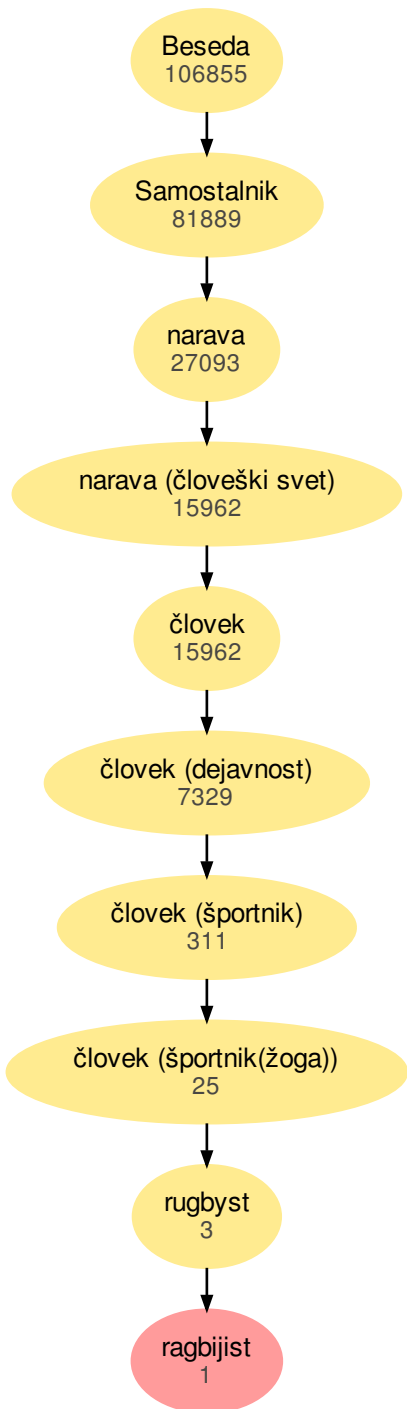 Beseda
106855
Samostalnik
81889
narava
27093
narava (človeški svet)
15962
človek
15962
človek (dejavnost)
7329
človek (športnik)
311
človek (športnik(žoga))
25
rugbyst
3
ragbijist
1